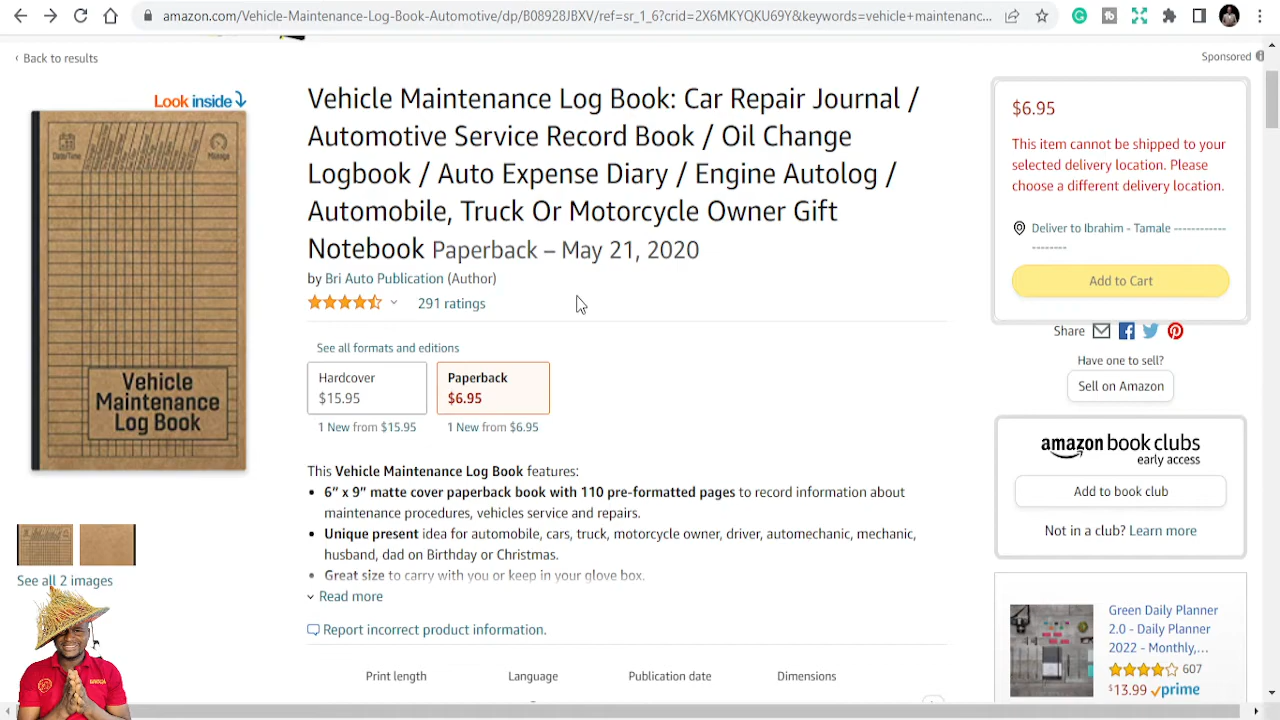 amazon.com/Vehicle-Maintenance-Log-Book-Automotive/dp/B08928JBXV/ref=sr_1_6?crid=2X6MKYQKU69Y&keywords=vehicle+maintenanc...
‹ Back to results
Sponsored
Look inside
Date/Time
Mileage
Vehicle
Maintenance
Log Book
See all 2 images
Vehicle Maintenance Log Book: Car Repair Journal /
Automotive Service Record Book / Oil Change
Logbook / Auto Expense Diary / Engine Autolog /
Automobile, Truck Or Motorcycle Owner Gift
Notebook Paperback – May 21, 2020
by Bri Auto Publication (Author)
291 ratings
See all formats and editions
Hardcover
$15.95
1 New from $15.95
Paperback
$6.95
1 New from $6.95
This Vehicle Maintenance Log Book features:
• 6” x 9” matte cover paperback book with 110 pre-formatted pages to record information about
maintenance procedures, vehicles service and repairs.
• Unique present idea for automobile, cars, truck, motorcycle owner, driver, automechanic, mechanic,
husband, dad on Birthday or Christmas.
• Great size to carry with you or keep in your glove box.
Read more
Report incorrect product information.
Print length
Language
Publication date
Dimensions
$6.95
This item cannot be shipped to your
selected delivery location. Please
choose a different delivery location.
Deliver to Ibrahim - Tamale ------------
--------
Add to Cart
Share
Have one to sell?
Sell on Amazon
amazon book clubs
early access
Add to book club
Not in a club? Learn more
Green Daily Planner
2.0 - Daily Planner
2022 - Monthly,...
607
$13.99 prime